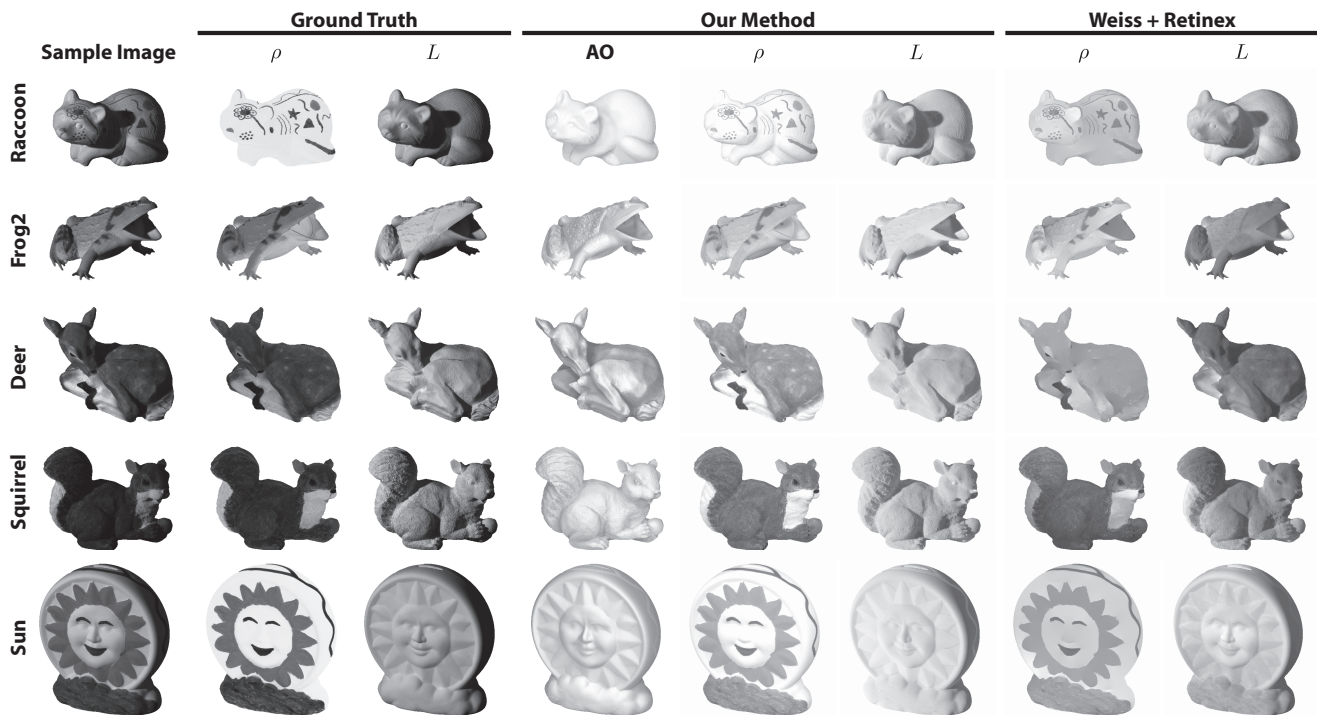 Ground Truth Our Method Weiss + Retinex
Sample Image ρ L AO ρ L ρ L
Raccoon
Frog2
Deer
Squirrel
Sun